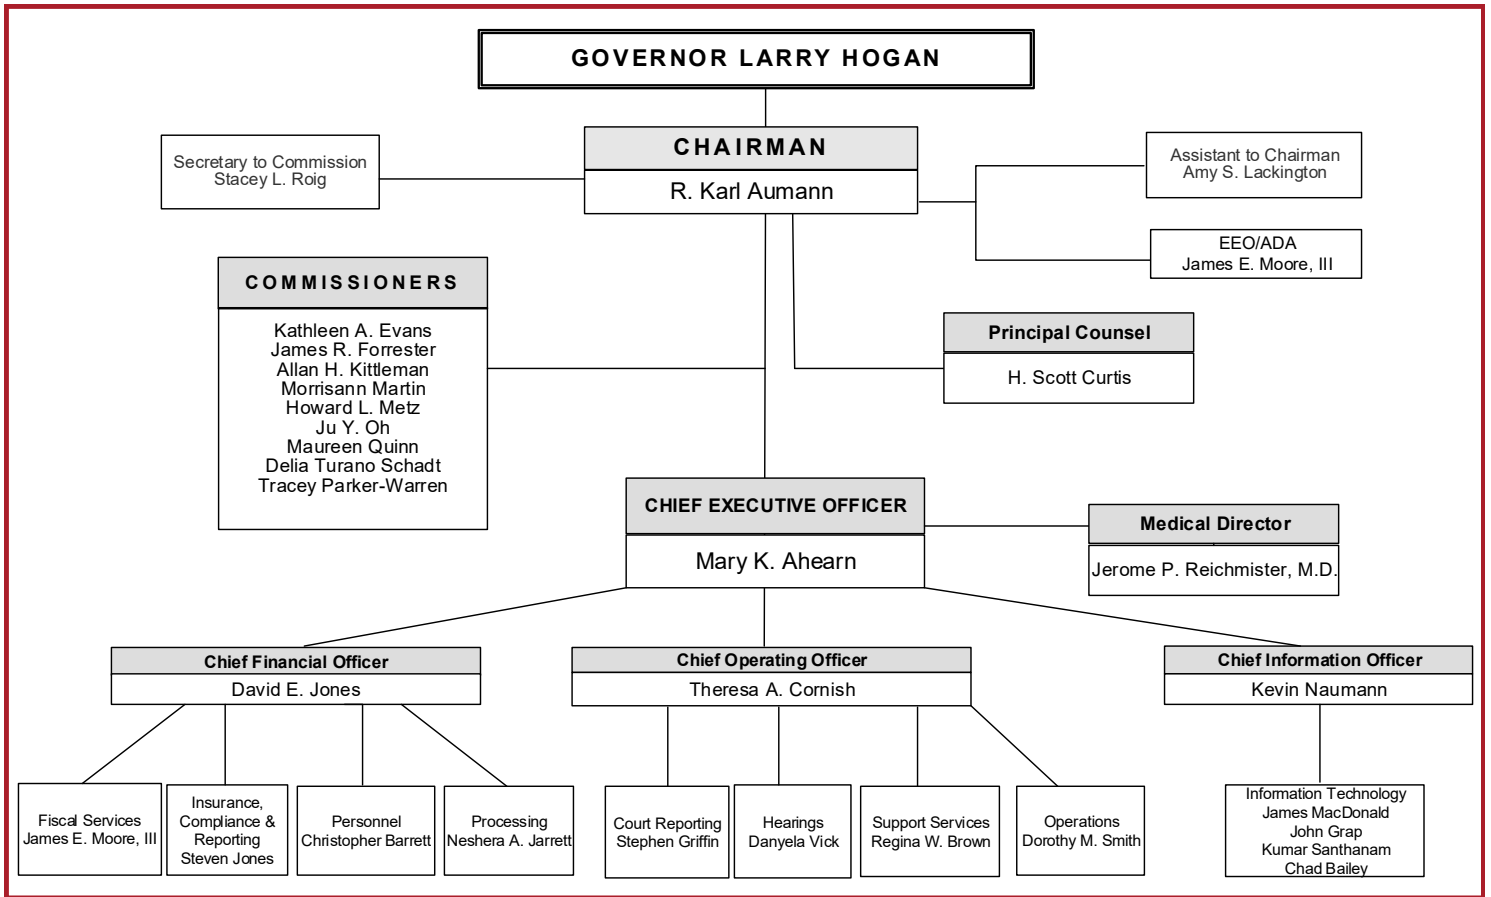 GOVERNOR LARRY HOGAN
CHAIRMAN
R. Karl Aumann
Secretary to Commission
Stacey L. Roig
Assistant to Chairman
Amy S. Lackington
EEO/ADA
James E. Moore, III
COMMISSIONERS
Kathleen A. Evans
James R. Forrester
Allan H. Kittleman
Morrisann Martin
Howard L. Metz
Ju Y. Oh
Maureen Quinn
Delia Turano Schadt
Tracey Parker-Warren
Principal Counsel
H. Scott Curtis
CHIEF EXECUTIVE OFFICER
Mary K. Ahearn
Medical Director
Jerome P. Reichmister, M.D.
Chief Financial Officer
David E. Jones
Chief Operating Officer
Theresa A. Cornish
Chief Information Officer
Kevin Naumann
Fiscal Services
James E. Moore, III
Insurance,
Compliance &
Reporting
Steven Jones
Personnel
Christopher Barrett
Processing
Neshera A. Jarrett
Court Reporting
Stephen Griffin
Hearings
Danyela Vick
Support Services
Regina W. Brown
Operations
Dorothy M. Smith
Information Technology
James MacDonald
John Grap
Kumar Santhanam
Chad Bailey